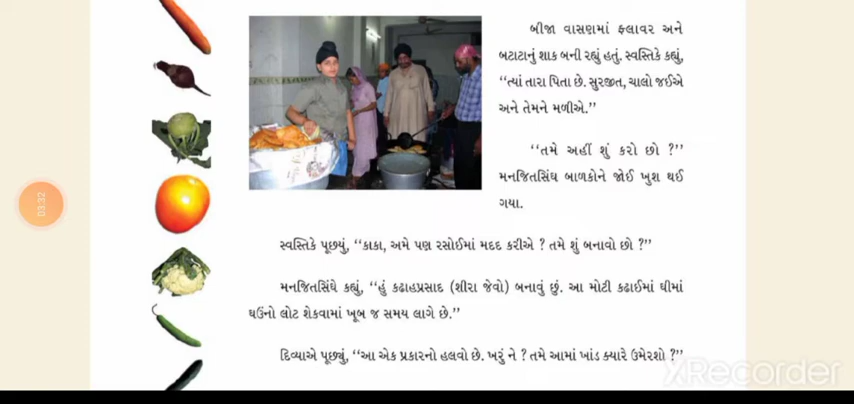 બીજા વાસણમાં ફ્લાવર અને
બટાટાનું શાક બની રહ્યું હતું. સ્વસ્તિકે કહ્યું,
“ત્યાં તારા પિતા છે. સુરજીત, ચાલો જઈએ
અને તેમને મળીએ.”
“તમે અહીં શું કરો છો ?”
મનજિતસિંઘ બાળકોને જોઈ ખુશ થઈ
ગયા.
સ્વસ્તિકે પૂછ્યું, “કાકા, અમે પણ રસોઈમાં મદદ કરીએ ? તમે શું બનાવો છો ?”
મનજિતસિંઘે કહ્યું, “હું કઢાહપ્રસાદ (શીરા જેવો) બનાવું છું. આ મોટી કઢાઈમાં ઘીમાં
ઘઉંનો લોટ શેકવામાં ખૂબ જ સમય લાગે છે.”
દિવ્યાએ પૂછ્યું, “આ એક પ્રકારનો હલવો છે. ખરું ને ? તમે આમાં ખાંડ ક્યારે ઉમેરશો ?”
03:32
XRecorder